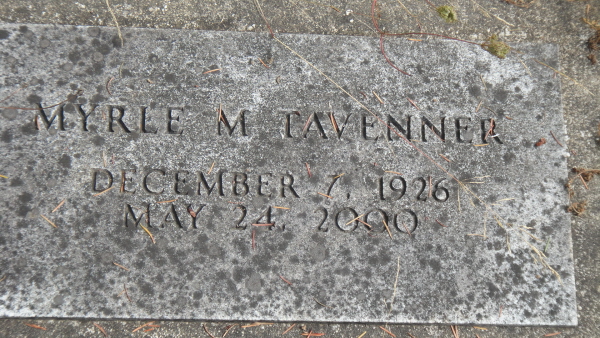 MYRLE M TAVENNER
DECEMBER 7, 1926
MAY 24, 2000